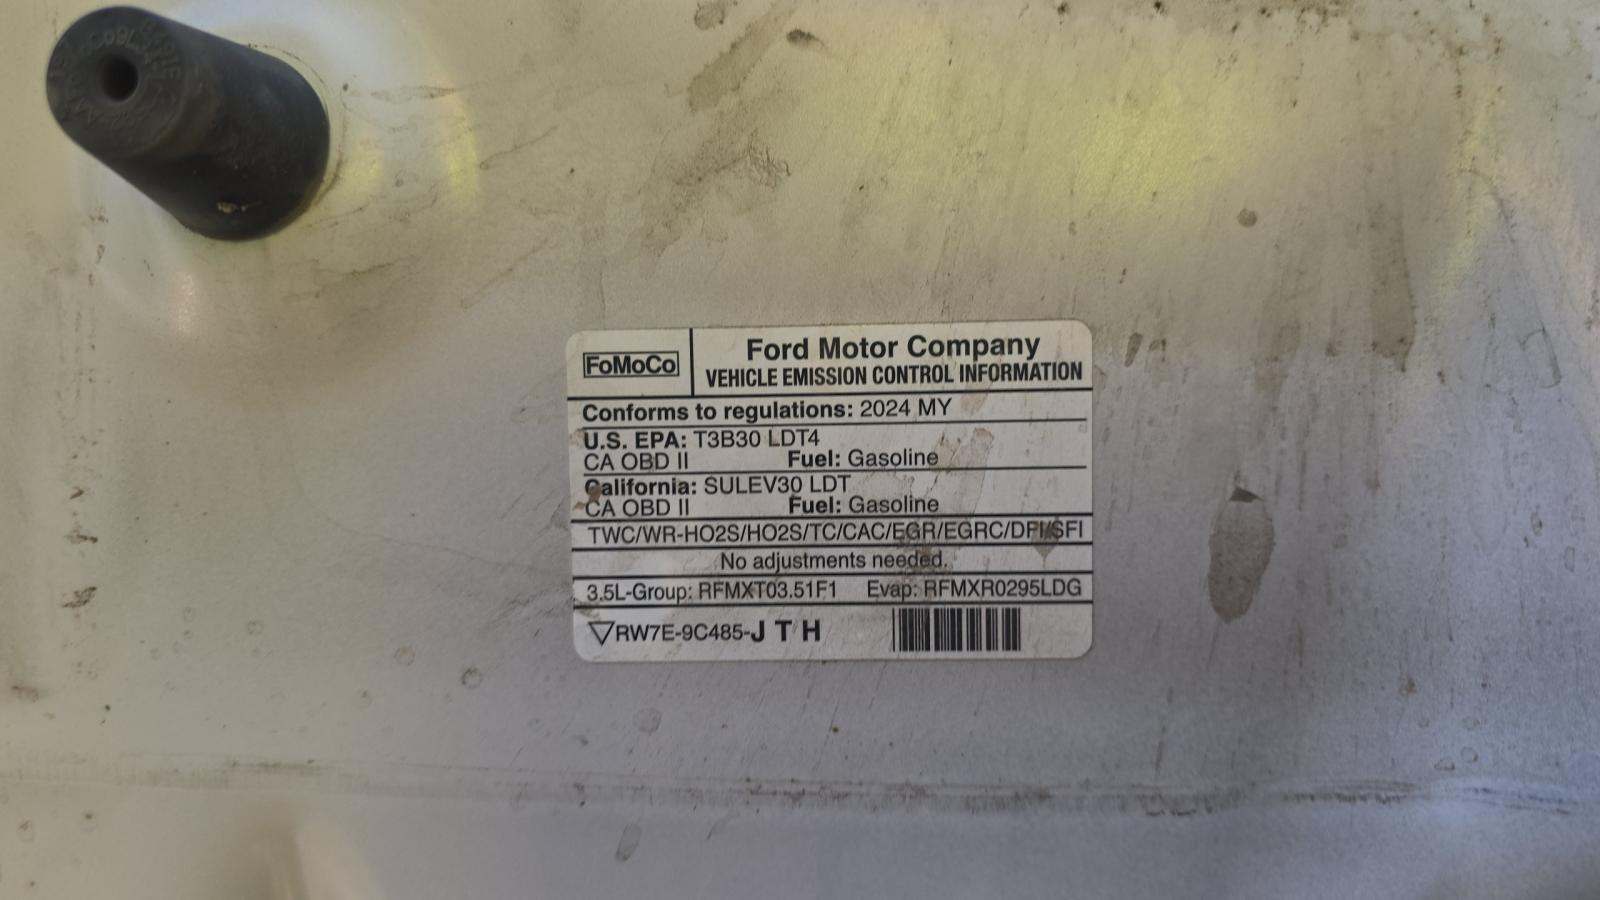 FoMoCo
Ford Motor Company
VEHICLE EMISSION CONTROL INFORMATION
Conforms to regulations: 2024 MY
U.S. EPA: T3B30 LDT4
CA OBD II Fuel: Gasoline
California: SULEV30 LDT
CA OBD II Fuel: Gasoline
TWC/WR-HO2S/HO2S/TC/CAC/EGR/EGRC/DFI/SFI
No adjustments needed.
3.5L-Group: RFMXT03.51F1 Evap: RFMXR0295LDG
RW7E-9C485-J T H